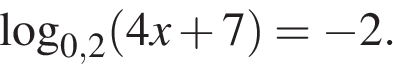 log₀,₂(4x + 7) = −2.